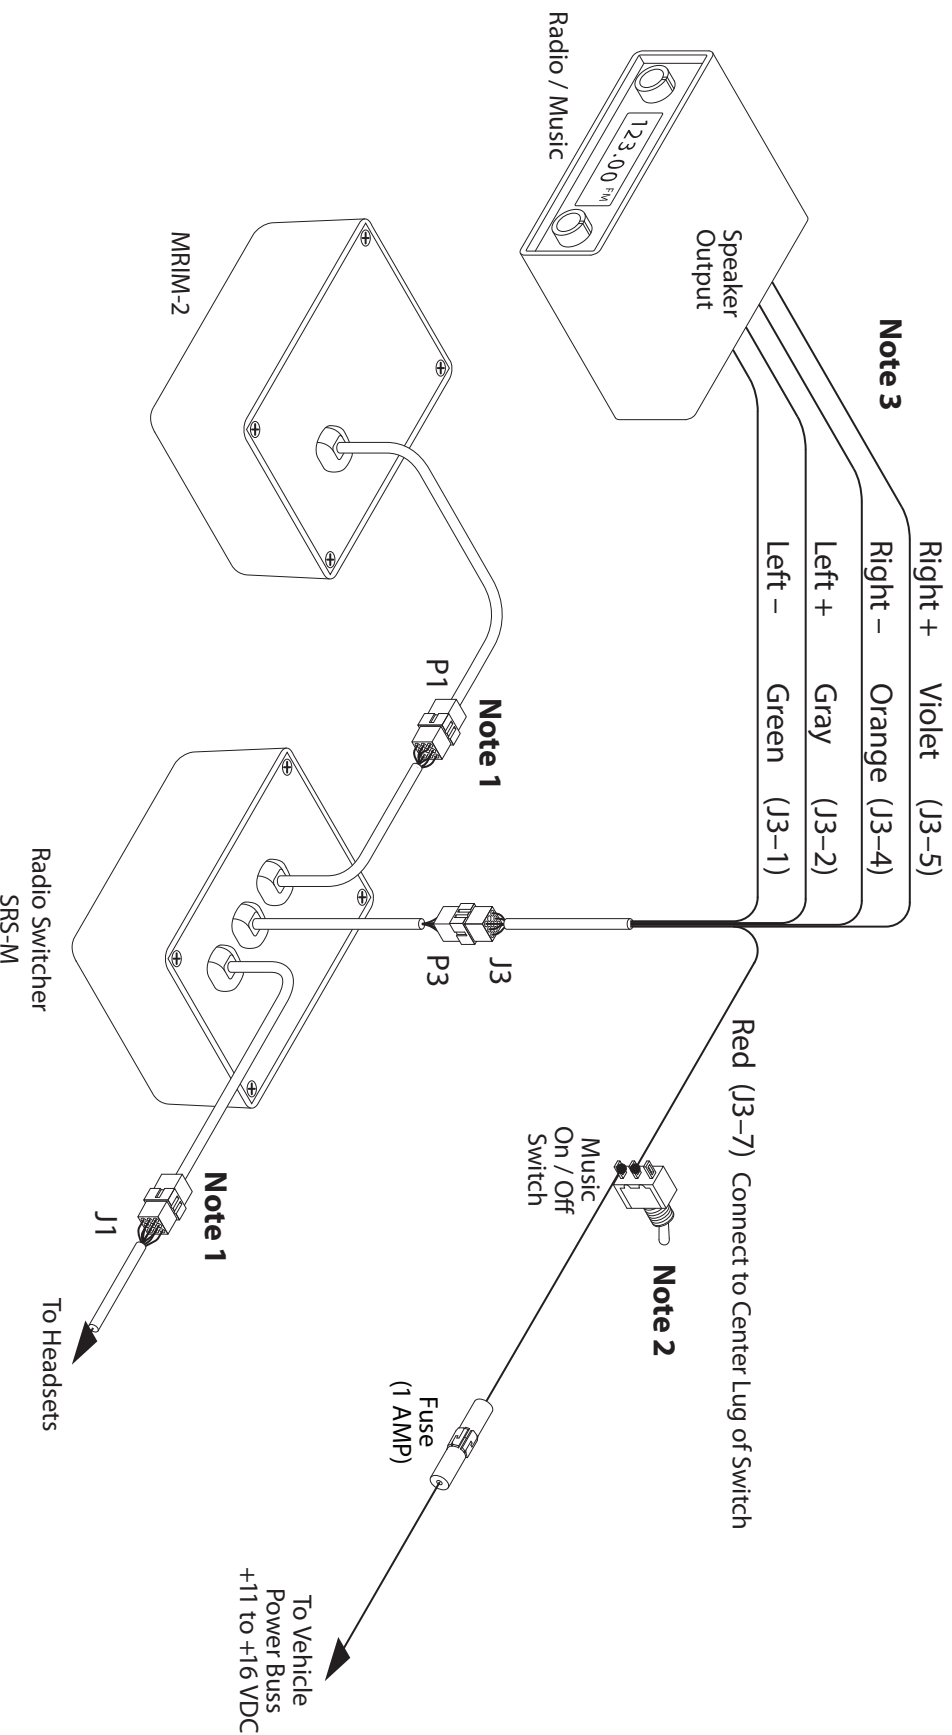 Note 3
Right + Violet (J3–5)
Right – Orange (J3–4)
Left + Gray (J3–2)
Left – Green (J3–1)
Speaker
Output
123.00 FM
Radio / Music
Red (J3–7) Connect to Center Lug of Switch
Note 2
Music
On / Off
Switch
Fuse
(1 AMP)
To Vehicle
Power Buss
+11 to +16 VDC
J3
P3
Note 1
P1
MRIM-2
Note 1
J1
To Headsets
Radio Switcher
SRS-M